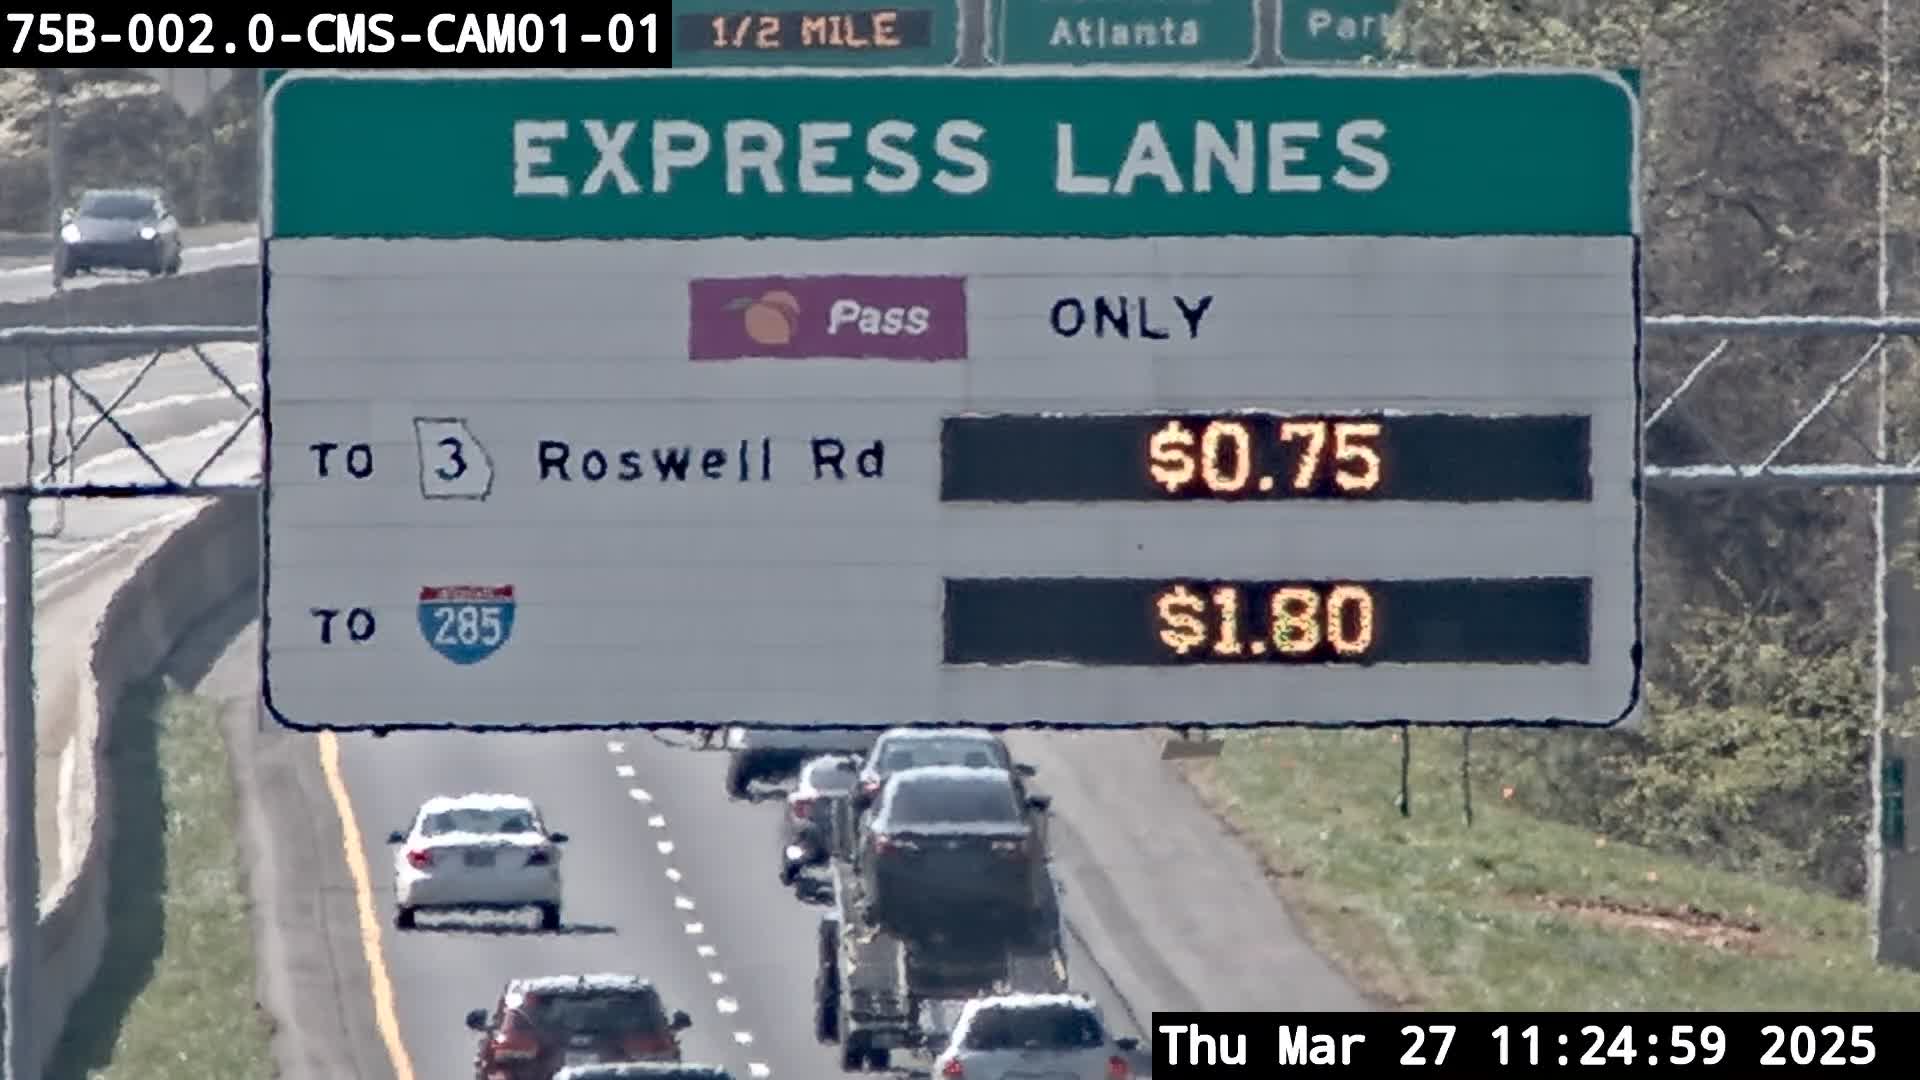 75B-002.0-CMS-CAM01-01
1/2 MILE
Atlanta
EXPRESS LANES
Pass ONLY
TO 3 Roswell Rd $0.75
TO 285 $1.80
Thu Mar 27 11:24:59 2025